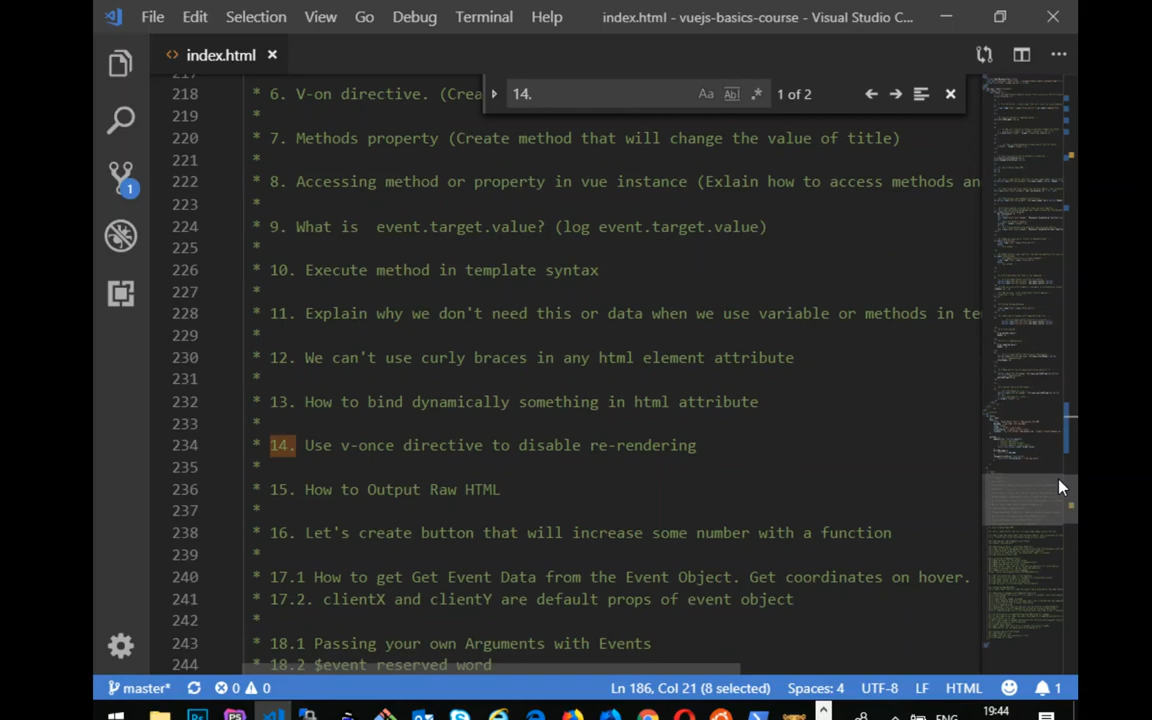 File Edit Selection View Go Debug Terminal Help index.html - vuejs-basics-course - Visual Studio C...
index.html
14. Aa Abl .* 1 of 2
218 * 6. V-on directive. (Crea
219 *
220 * 7. Methods property (Create method that will change the value of title)
221 *
222 * 8. Accessing method or property in vue instance (Exlain how to access methods an
223 *
224 * 9. What is  event.target.value? (log event.target.value)
225 *
226 * 10. Execute method in template syntax
227 *
228 * 11. Explain why we don't need this or data when we use variable or methods in te
229 *
230 * 12. We can't use curly braces in any html element attribute
231 *
232 * 13. How to bind dynamically something in html attribute
233 *
234 * 14. Use v-once directive to disable re-rendering
235 *
236 * 15. How to Output Raw HTML
237 *
238 * 16. Let's create button that will increase some number with a function
239 *
240 * 17.1 How to get Get Event Data from the Event Object. Get coordinates on hover.
241 * 17.2. clientX and clientY are default props of event object
242 *
243 * 18.1 Passing your own Arguments with Events
244 * 18.2 $event reserved word
1
master* 0 0 Ln 186, Col 21 (8 selected) Spaces: 4 UTF-8 LF HTML 1
Ps PS ENG 19:44